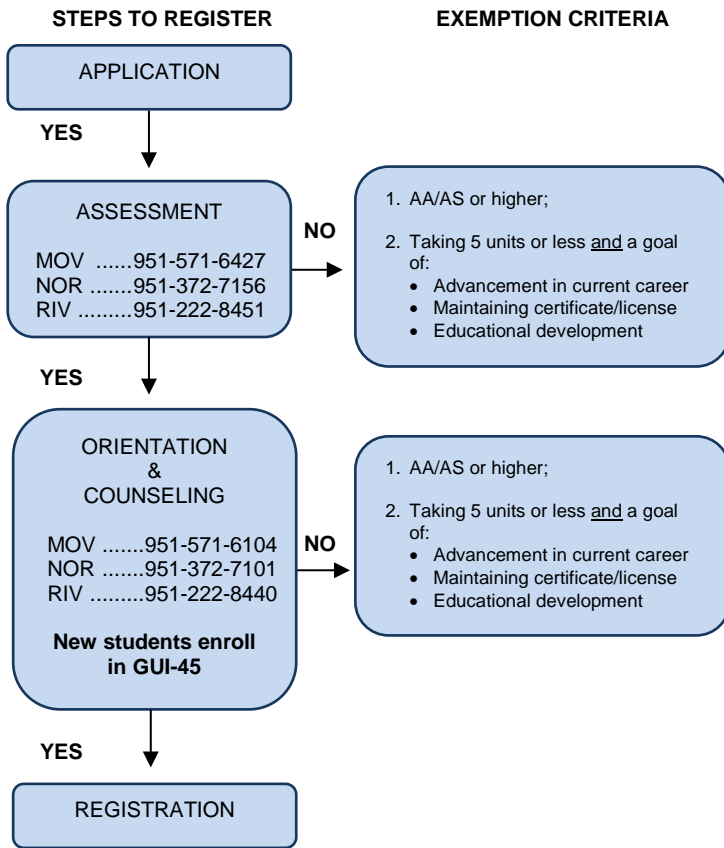 STEPS TO REGISTER
EXEMPTION CRITERIA
APPLICATION
YES
ASSESSMENT
MOV ......951-571-6427
NOR .......951-372-7156
RIV .........951-222-8451
NO
1. AA/AS or higher;
2. Taking 5 units or less and a goal
of:
• Advancement in current career
• Maintaining certificate/license
• Educational development
YES
ORIENTATION
&
COUNSELING
MOV .......951-571-6104
NOR .......951-372-7101
RIV .........951-222-8440
New students enroll
in GUI-45
NO
1. AA/AS or higher;
2. Taking 5 units or less and a goal
of:
• Advancement in current career
• Maintaining certificate/license
• Educational development
YES
REGISTRATION